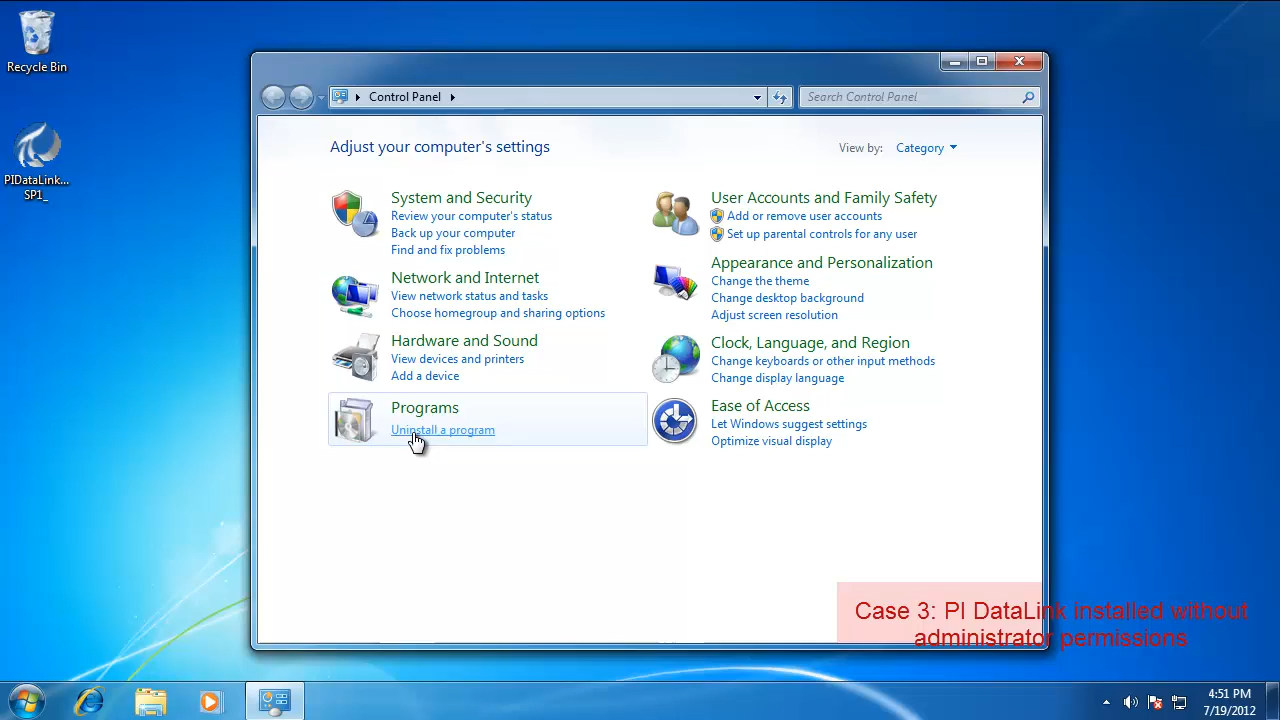 Recycle Bin
PIDataLink...
SP1_
Control Panel
Search Control Panel
Adjust your computer's settings
View by: Category
System and Security
Review your computer's status
Back up your computer
Find and fix problems
Network and Internet
View network status and tasks
Choose homegroup and sharing options
Hardware and Sound
View devices and printers
Add a device
Programs
Uninstall a program
User Accounts and Family Safety
Add or remove user accounts
Set up parental controls for any user
Appearance and Personalization
Change the theme
Change desktop background
Adjust screen resolution
Clock, Language, and Region
Change keyboards or other input methods
Change display language
Ease of Access
Let Windows suggest settings
Optimize visual display
Case 3: PI DataLink installed without
administrator permissions
4:51 PM
7/19/2012